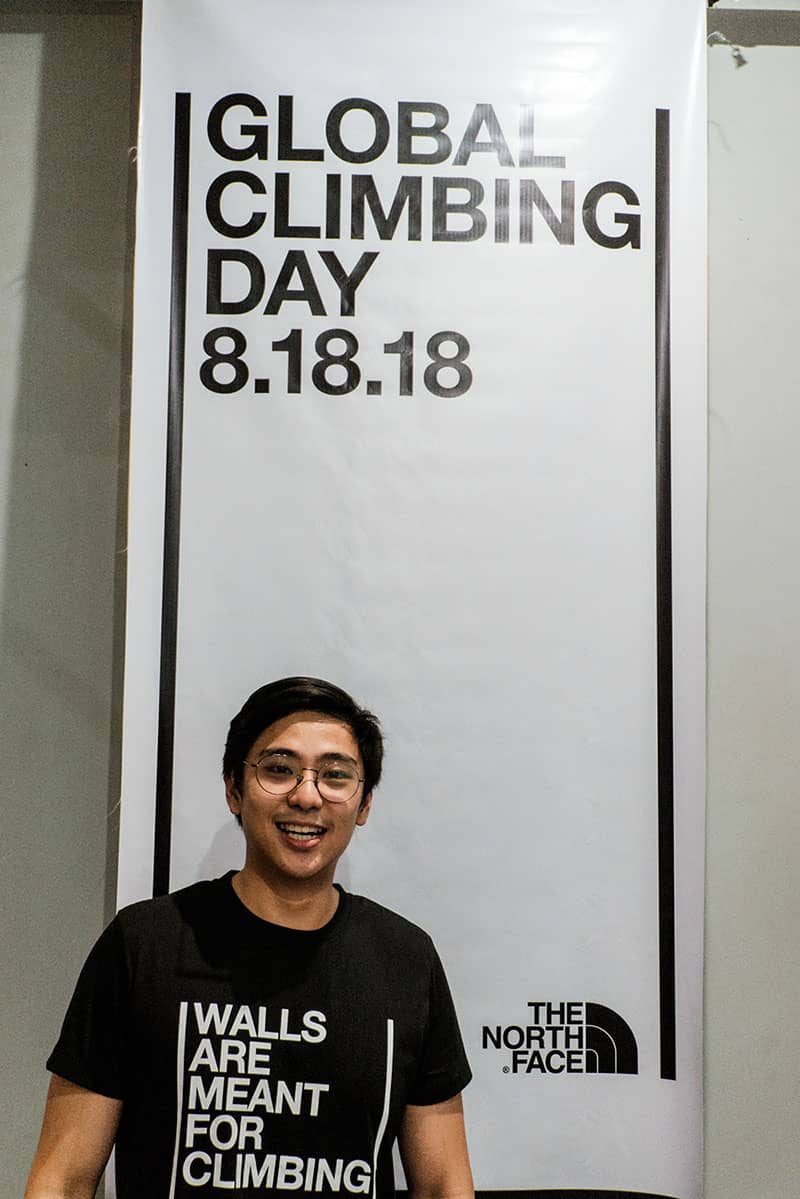 GLOBAL
CLIMBING
DAY
8.18.18
THE
NORTH
FACE
®
WALLS
ARE
MEANT
FOR
CLIMBING